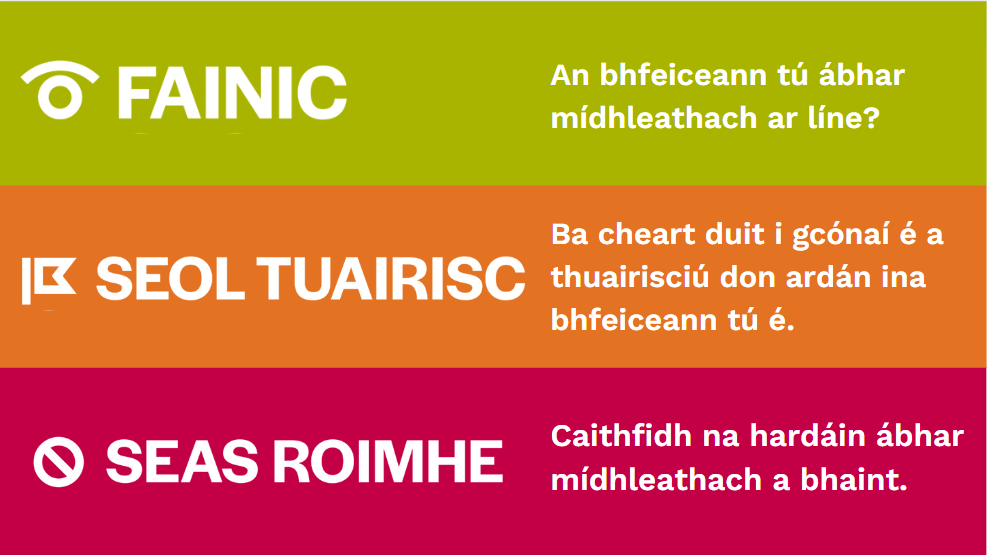 FAINIC
An bhfeiceann tú ábhar
mídhleathach ar líne?
SEOL TUAIRISC
Ba cheart duit i gcónaí é a
thuairisciú don ardán ina
bhfeiceann tú é.
SEAS ROIMHE
Caithfidh na hardáin ábhar
mídhleathach a bhaint.